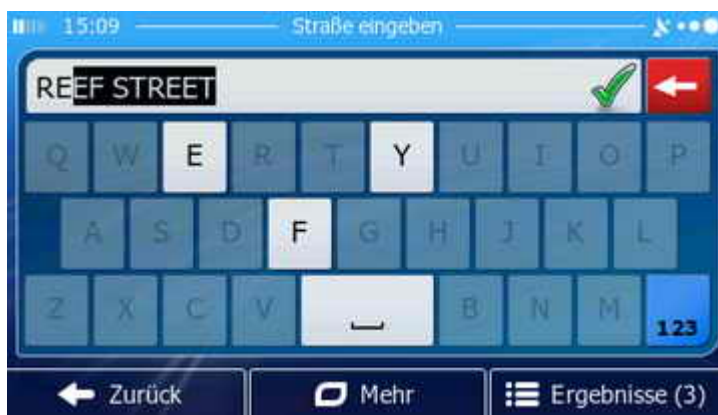 15:09 Straße eingeben
REEF STREET
Q W E R T Y U I O P
A S D F G H J K L
Z X C V B N M 123
Zurück Mehr Ergebnisse (3)